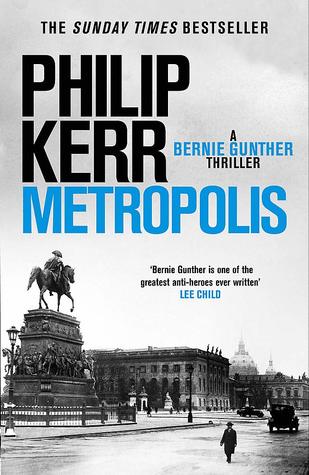 THE SUNDAY TIMES BESTSELLER
PHILIP
KERR
A
BERNIE GUNTHER
THRILLER
METROPOLIS
'Bernie Gunther is one of the
greatest anti-heroes ever written'
LEE CHILD